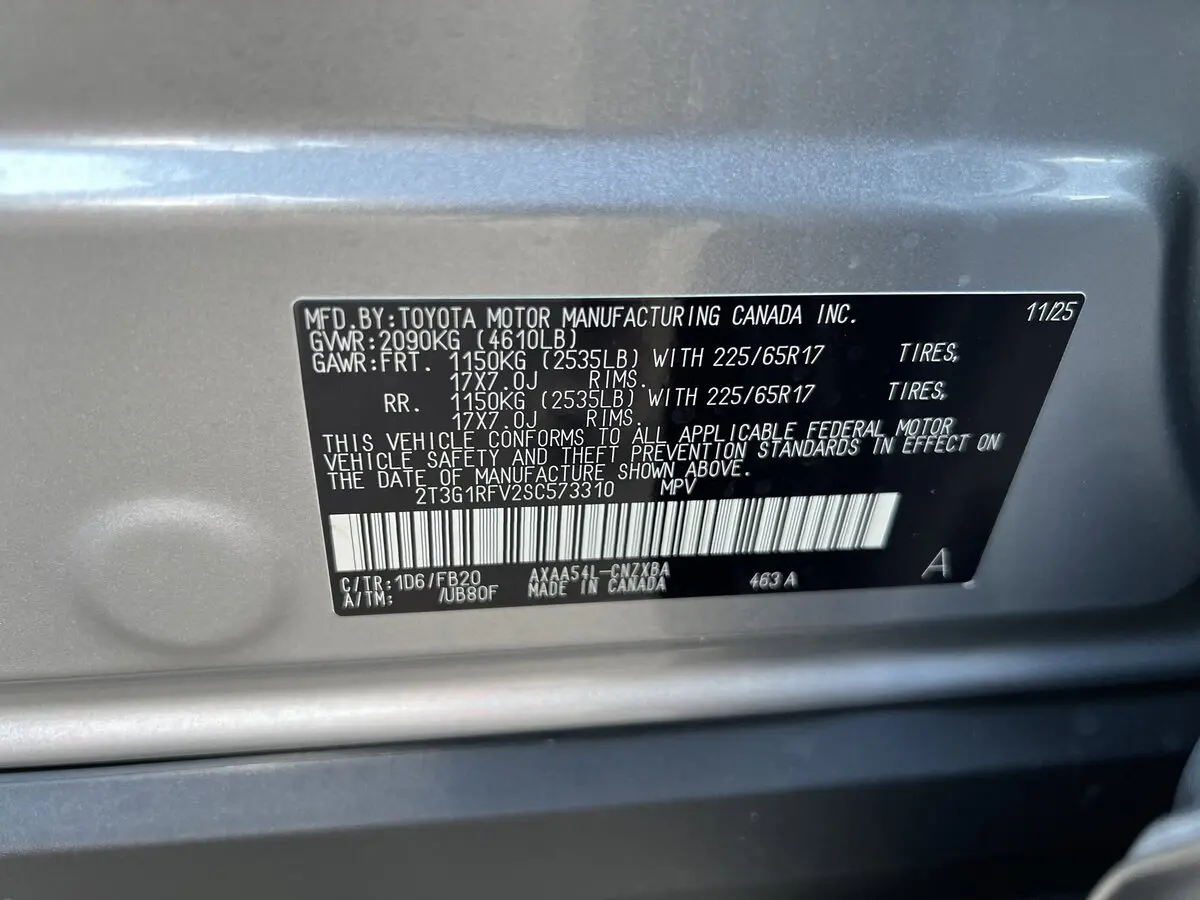 MFD.BY:TOYOTA MOTOR MANUFACTURING CANADA INC. 11/25
GVWR:2090KG (4610LB)
GAWR:FRT. 1150KG (2535LB) WITH 225/65R17 TIRES,
17X7.0J RIMS.
RR. 1150KG (2535LB) WITH 225/65R17 TIRES,
17X7.0J RIMS.
THIS VEHICLE CONFORMS TO ALL APPLICABLE FEDERAL MOTOR
VEHICLE SAFETY AND THEFT PREVENTION STANDARDS IN EFFECT ON
THE DATE OF MANUFACTURE SHOWN ABOVE.
2T3G1RFV2SC573310 MPV
C/TR:1D6/FB20 AXAA54L-CNZXBA 463 A A
A/TM: /UB80F MADE IN CANADA